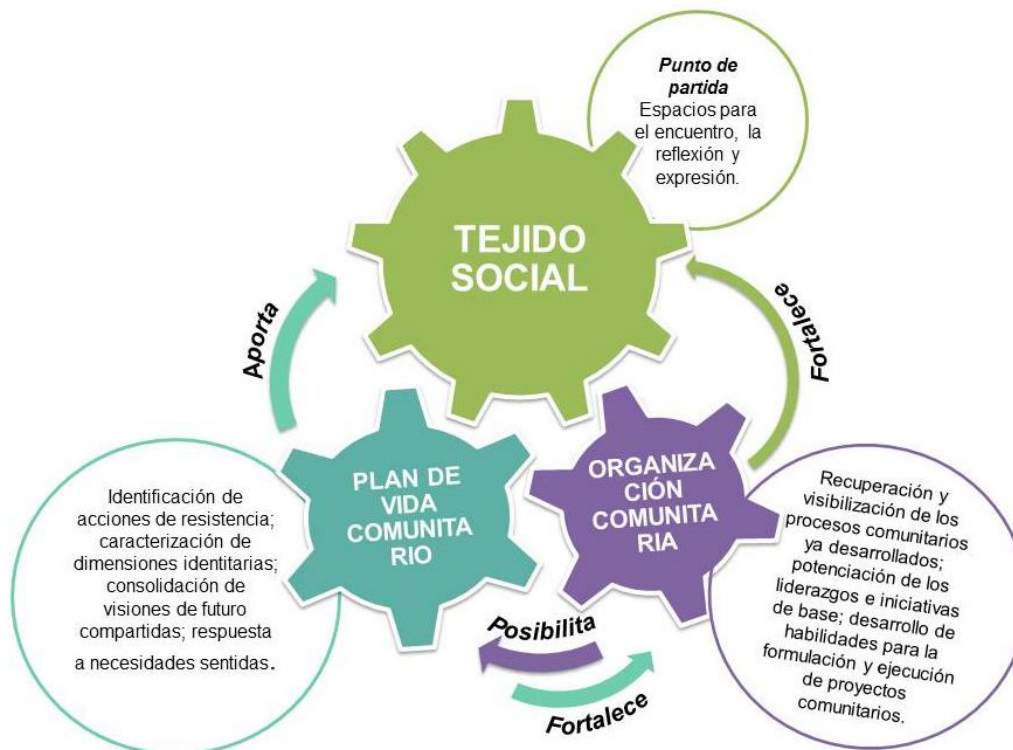 Punto de
partida
Espacios para
el encuentro, la
reflexión y
expresión.
TEJIDO
SOCIAL
Aporta
Fortalece
PLAN DE
VIDA
COMUNITA
RIO
ORGANIZA
CIÓN
COMUNITA
RIA
Identificación de
acciones de resistencia;
caracterización de
dimensiones identitarias;
consolidación de
visiones de futuro
compartidas; respuesta
a necesidades sentidas.
Recuperación y
visibilización de los
procesos comunitarios
ya desarrollados;
potenciación de los
liderazgos e iniciativas
de base; desarrollo de
habilidades para la
formulación y ejecución
de proyectos
comunitarios.
Posibilita
Fortalece